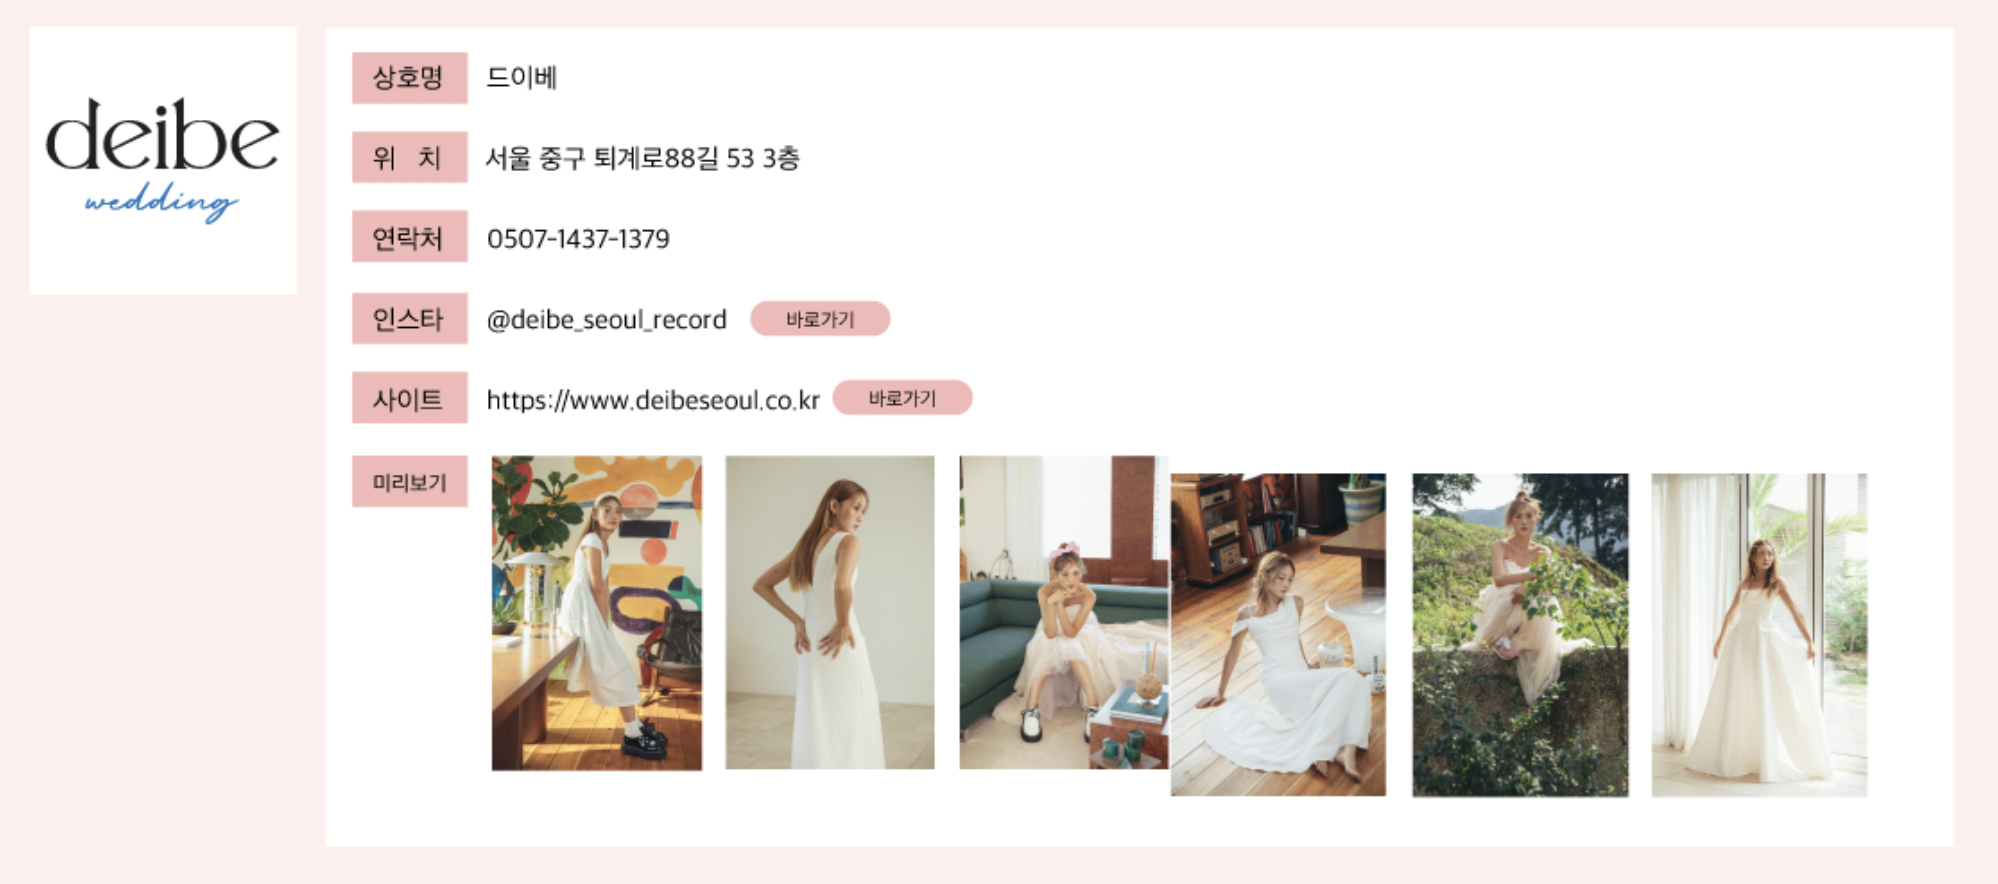 deibe
wedding
상호명 드이베
위 치 서울 중구 퇴계로88길 53 3층
연락처 0507-1437-1379
인스타 @deibe_seoul_record 바로가기
사이트 https://www.deibeseoul.co.kr 바로가기
미리보기